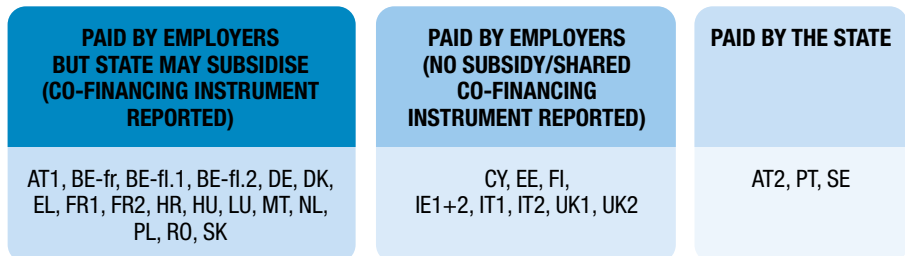 PAID BY EMPLOYERS
BUT STATE MAY SUBSIDISE
(CO-FINANCING INSTRUMENT
REPORTED)
AT1, BE-fr, BE-fl.1, BE-fl.2, DE, DK,
EL, FR1, FR2, HR, HU, LU, MT, NL,
PL, RO, SK
PAID BY EMPLOYERS
(NO SUBSIDY/SHARED
CO-FINANCING
INSTRUMENT REPORTED)
CY, EE, FI,
IE1+2, IT1, IT2, UK1, UK2
PAID BY THE STATE
AT2, PT, SE